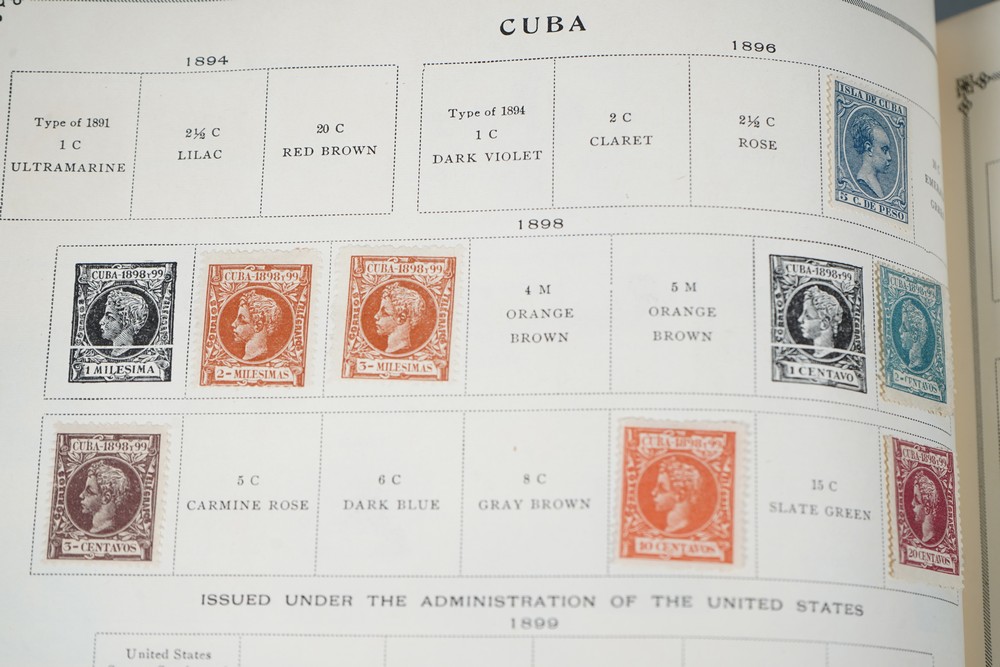 CUBA
1894
1896
Type of 1891
1 C
ULTRAMARINE
2½ C
LILAC
20 C
RED BROWN
Type of 1894
1 C
DARK VIOLET
2 C
CLARET
2½ C
ROSE
ISLA DE CUBA
5 C. DE PESO
1898
CUBA-1898 Y 99
1 MILESIMA
CUBA-1898 Y 99
2-MILESIMAS
CUBA-1898 Y 99
3-MILESIMAS
4 M
ORANGE
BROWN
5 M
ORANGE
BROWN
CUBA-1898 Y 99
1 CENTAVO
CUBA-1898 Y 99
2-CENTAVOS
CUBA-1898 Y 99
3-CENTAVOS
5 C
CARMINE ROSE
6 C
DARK BLUE
8 C
GRAY BROWN
CUBA-1898 Y 99
10 CENTAVOS
15 C
SLATE GREEN
CUBA-1898 Y 99
20 CENTAVOS
ISSUED UNDER THE ADMINISTRATION OF THE UNITED STATES
1899
United States